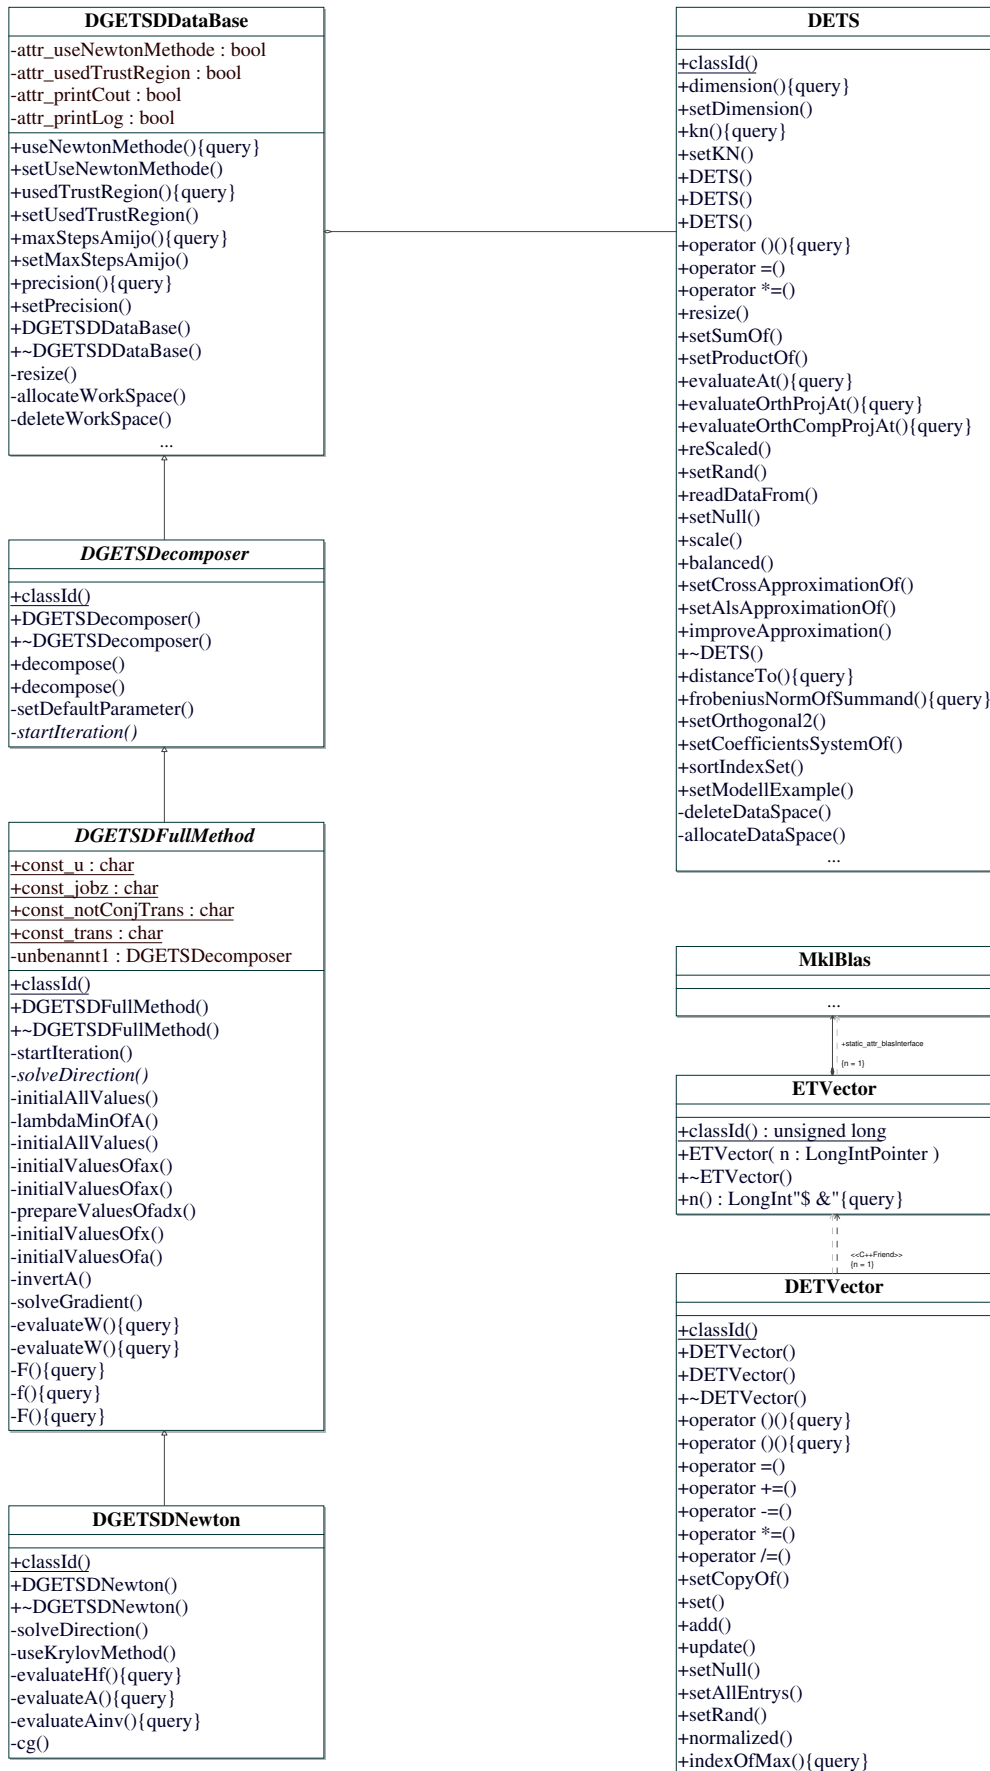 DGETSDDataBase
-attr_useNewtonMethode : bool
-attr_usedTrustRegion : bool
-attr_printCout : bool
-attr_printLog : bool
+useNewtonMethode(){query}
+setUseNewtonMethode()
+usedTrustRegion(){query}
+setUsedTrustRegion()
+maxStepsAmijo(){query}
+setMaxStepsAmijo()
+precision(){query}
+setPrecision()
+DGETSDDataBase()
+~DGETSDDataBase()
-resize()
-allocateWorkSpace()
-deleteWorkSpace()
...
DGETSDecomposer
+classId()
+DGETSDecomposer()
+~DGETSDecomposer()
+decompose()
+decompose()
-setDefaultParameter()
-startIteration()
DGETSDFullMethod
+const_u : char
+const_jobz : char
+const_notConjTrans : char
+const_trans : char
-unbenannt1 : DGETSDecomposer
+classId()
+DGETSDFullMethod()
+~DGETSDFullMethod()
-startIteration()
-solveDirection()
-initialAllValues()
-lambdaMinOfA()
-initialAllValues()
-initialValuesOfax()
-initialValuesOfax()
-prepareValuesOfadx()
-initialValuesOfx()
-initialValuesOfa()
-invertA()
-solveGradient()
-evaluateW(){query}
-evaluateW(){query}
-F(){query}
-f(){query}
-F(){query}
DGETSDNewton
+classId()
+DGETSDNewton()
+~DGETSDNewton()
-solveDirection()
-useKrylovMethod()
-evaluateHf(){query}
-evaluateA(){query}
-evaluateAinv(){query}
-cg()
DETS
+classId()
+dimension(){query}
+setDimension()
+kn(){query}
+setKN()
+DETS()
+DETS()
+DETS()
+operator ()(){query}
+operator =()
+operator *=()
+resize()
+setSumOf()
+setProductOf()
+evaluateAt(){query}
+evaluateOrthProjAt(){query}
+evaluateOrthCompProjAt(){query}
+reScaled()
+setRand()
+readDataFrom()
+setNull()
+scale()
+balanced()
+setCrossApproximationOf()
+setAlsApproximationOf()
+improveApproximation()
+~DETS()
+distanceTo(){query}
+frobeniusNormOfSummand(){query}
+setOrthogonal2()
+setCoefficientsSystemOf()
+sortIndexSet()
+setModellExample()
-deleteDataSpace()
-allocateDataSpace()
...
MklBlas
...
+static_attr_blasInterface
{n = 1}
ETVector
+classId() : unsigned long
+ETVector( n : LongIntPointer )
+~ETVector()
+n() : LongInt"$ &"{query}
<<C++Friend>>
{n = 1}
DETVector
+classId()
+DETVector()
+DETVector()
+~DETVector()
+operator ()(){query}
+operator ()(){query}
+operator =()
+operator +=()
+operator -=()
+operator *=()
+operator /=()
+setCopyOf()
+set()
+add()
+update()
+setNull()
+setAllEntrys()
+setRand()
+normalized()
+indexOfMax(){query}